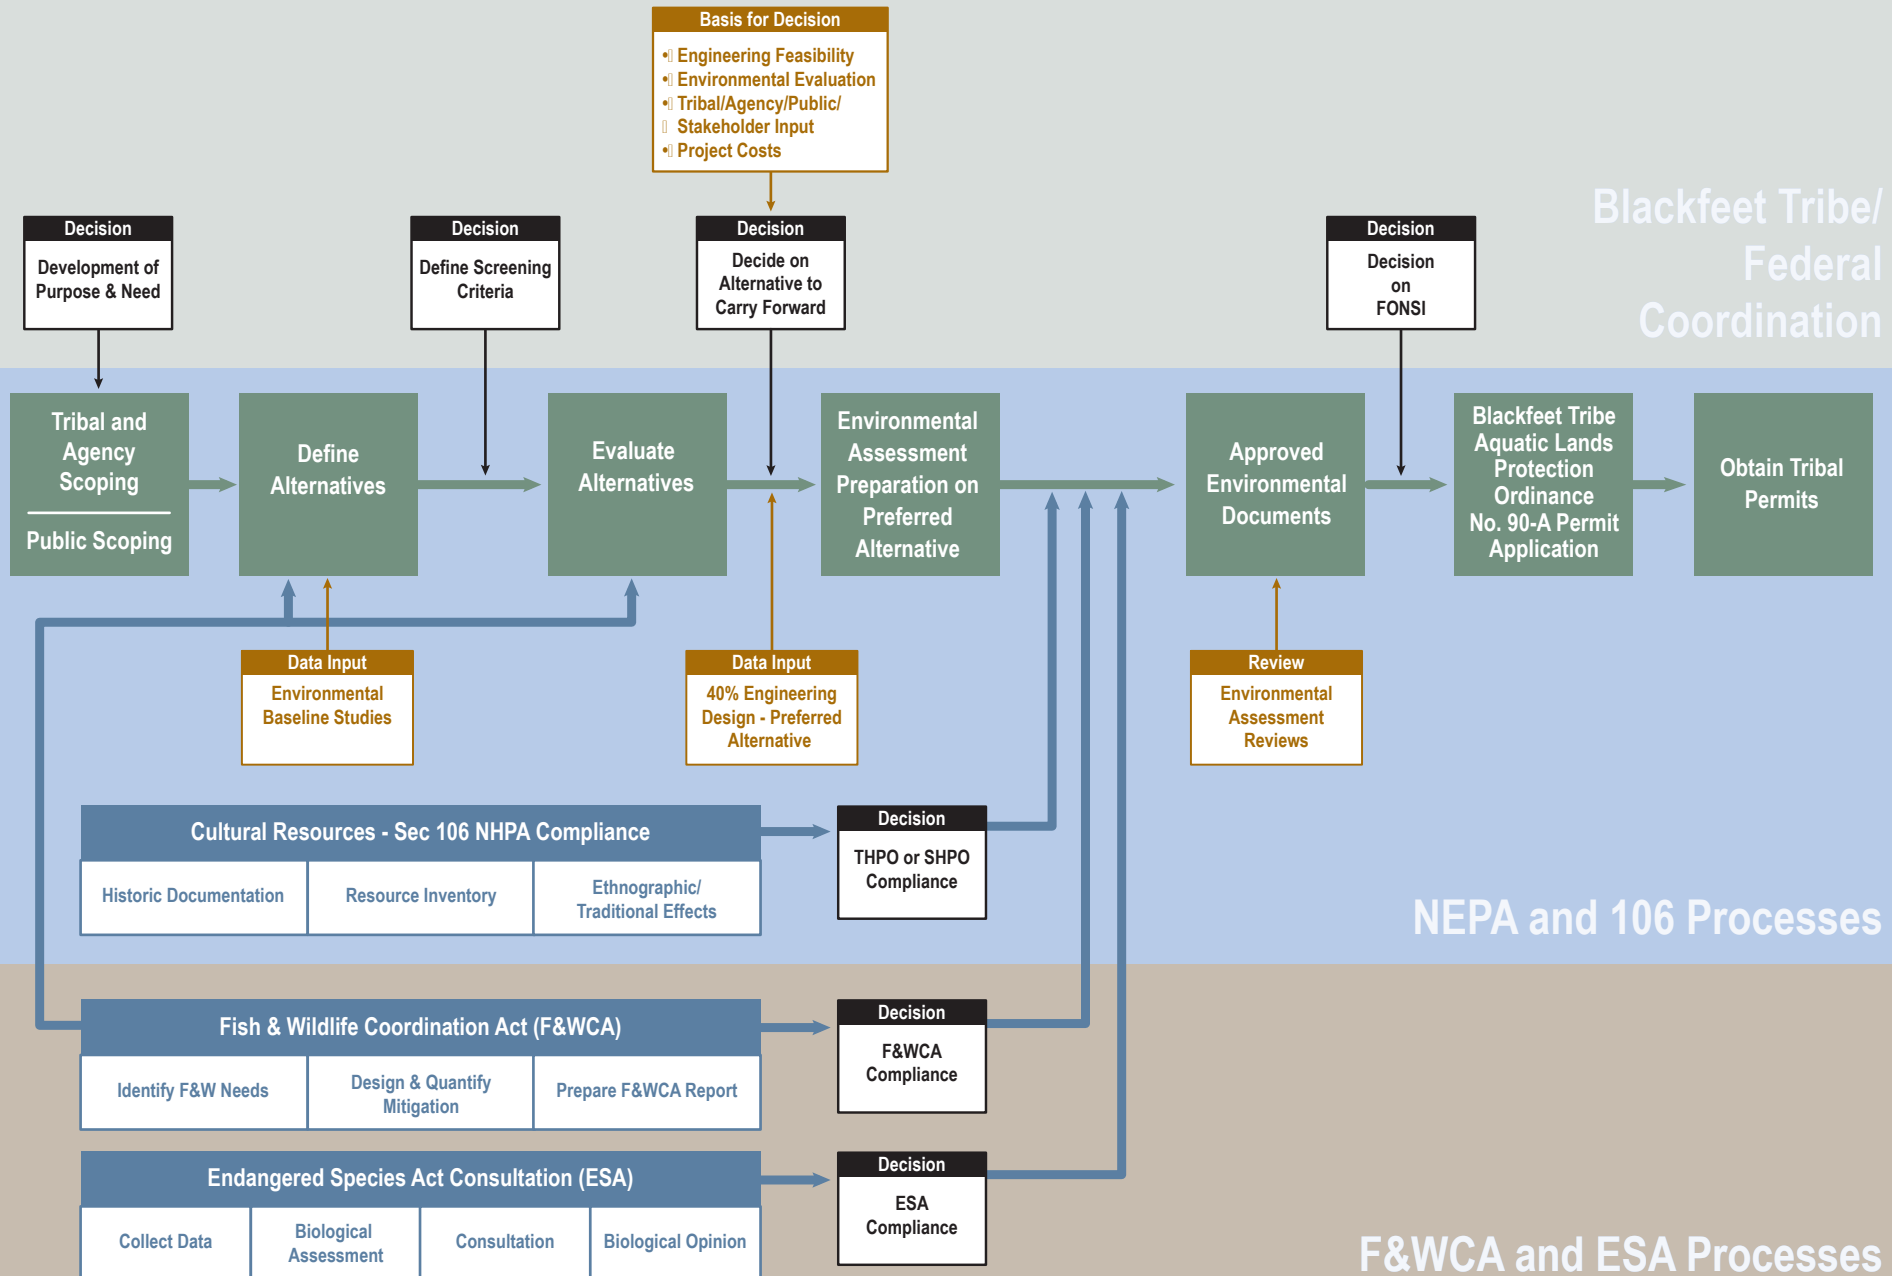 Basis for Decision
• Engineering Feasibility
• Environmental Evaluation
• Tribal/Agency/Public/
Stakeholder Input
• Project Costs
Blackfeet Tribe/
Federal
Coordination
Decision
Development of
Purpose & Need
Decision
Define Screening
Criteria
Decision
Decide on
Alternative to
Carry Forward
Decision
Decision
on
FONSI
Tribal and
Agency
Scoping
Public Scoping
Define
Alternatives
Evaluate
Alternatives
Environmental
Assessment
Preparation on
Preferred
Alternative
Approved
Environmental
Documents
Blackfeet Tribe
Aquatic Lands
Protection
Ordinance
No. 90-A Permit
Application
Obtain Tribal
Permits
Data Input
Environmental
Baseline Studies
Data Input
40% Engineering
Design - Preferred
Alternative
Review
Environmental
Assessment
Reviews
Cultural Resources - Sec 106 NHPA Compliance
Historic Documentation
Resource Inventory
Ethnographic/
Traditional Effects
Decision
THPO or SHPO
Compliance
NEPA and 106 Processes
Fish & Wildlife Coordination Act (F&WCA)
Identify F&W Needs
Design & Quantify
Mitigation
Prepare F&WCA Report
Decision
F&WCA
Compliance
Endangered Species Act Consultation (ESA)
Collect Data
Biological
Assessment
Consultation
Biological Opinion
Decision
ESA
Compliance
F&WCA and ESA Processes